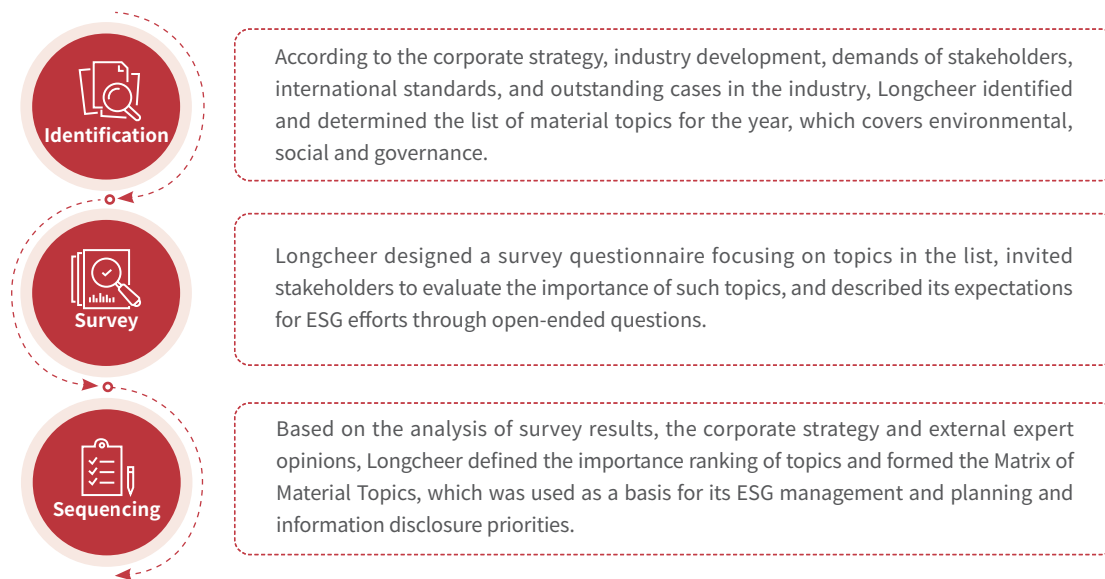 Identification
According to the corporate strategy, industry development, demands of stakeholders,
international standards, and outstanding cases in the industry, Longcheer identified
and determined the list of material topics for the year, which covers environmental,
social and governance.
Survey
Longcheer designed a survey questionnaire focusing on topics in the list, invited
stakeholders to evaluate the importance of such topics, and described its expectations
for ESG efforts through open-ended questions.
Sequencing
Based on the analysis of survey results, the corporate strategy and external expert
opinions, Longcheer defined the importance ranking of topics and formed the Matrix of
Material Topics, which was used as a basis for its ESG management and planning and
information disclosure priorities.